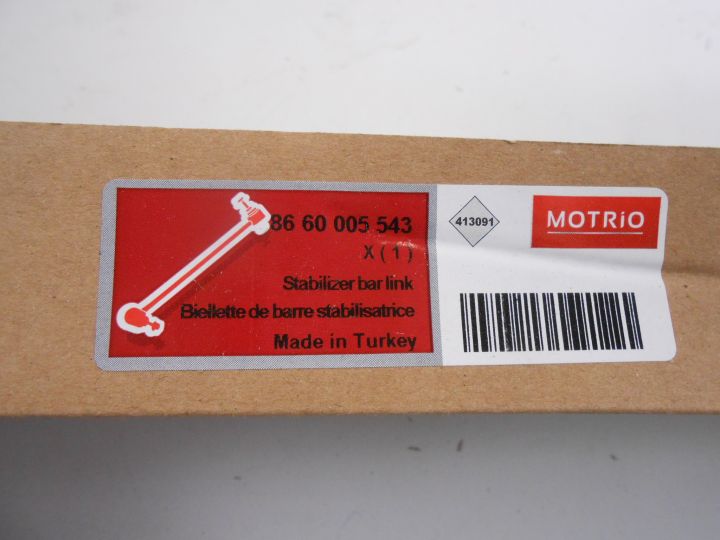 86 60 005 543
X ( 1 )
Stabilizer bar link
Biellette de barre stabilisatrice
Made in Turkey
413091
MOTRiO